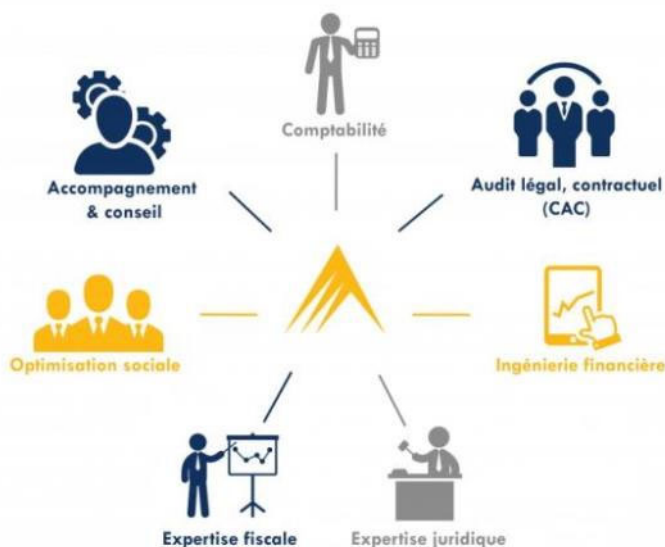 Comptabilité
Accompagnement
& conseil
Audit légal, contractuel
(CAC)
Optimisation sociale
Ingénierie financière
Expertise fiscale
Expertise juridique